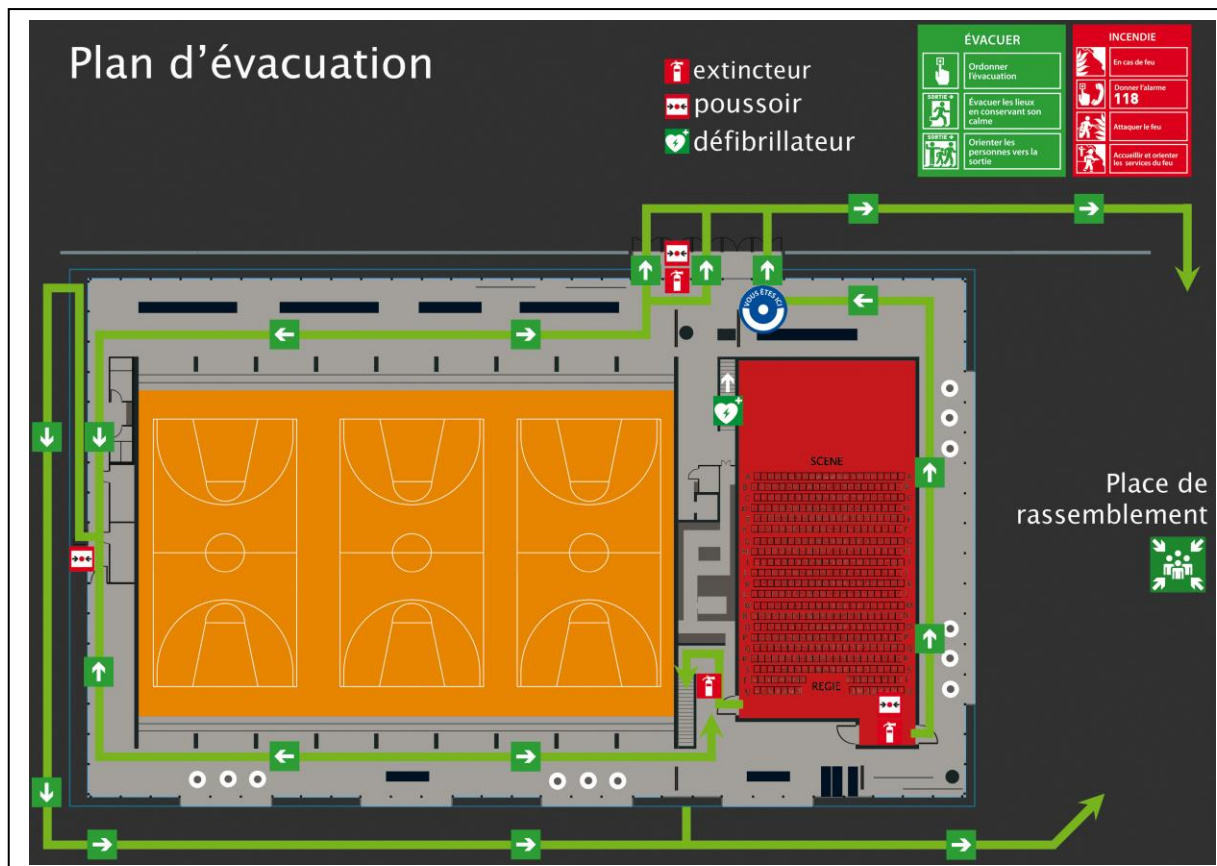 Plan d'évacuation
extincteur
poussoir
défibrillateur
ÉVACUER
Ordonner
l'évacuation
SORTIE
Évacuer les lieux
en conservant son
calme
SORTIE
Orienter les
personnes vers la
sortie
INCENDIE
En cas de feu
Donner l'alarme
118
Attaquer le feu
Accueillir et orienter
les services du feu
VOUS ÊTES ICI
SCENE
REGIE
Place de
rassemblement